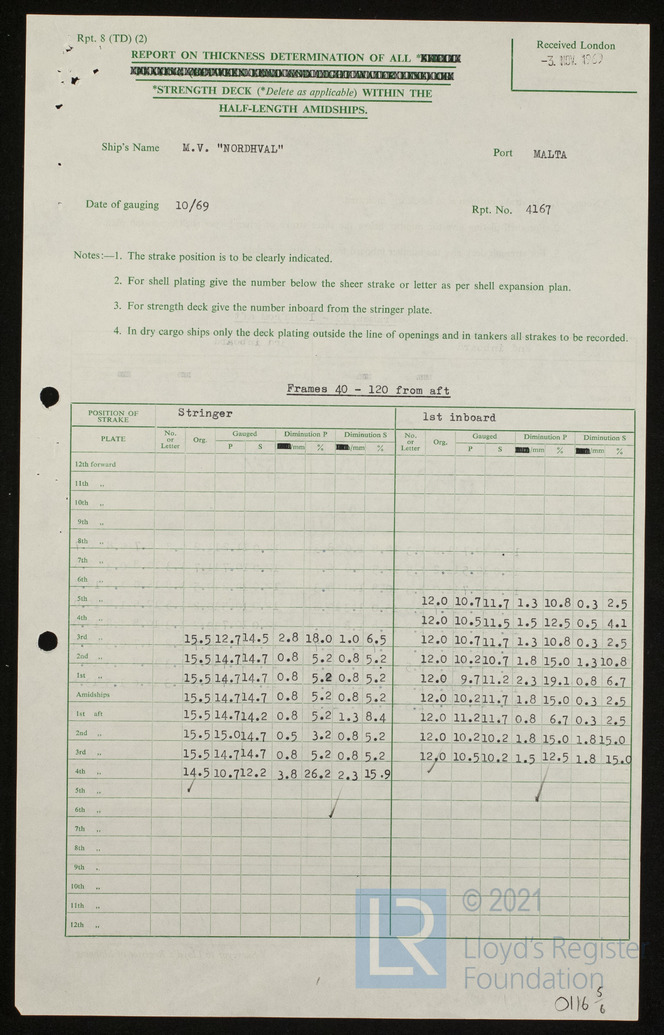 Rpt. 8 (TD) (2)
REPORT ON THICKNESS DETERMINATION OF ALL *
*STRENGTH DECK (*Delete as applicable) WITHIN THE
HALF-LENGTH AMIDSHIPS.
Received London
-3. NOV. 1969
Ship's Name M.V. "NORDHVAL"
Port MALTA
Date of gauging 10/69
Rpt. No. 4167
Notes:—1. The strake position is to be clearly indicated.
2. For shell plating give the number below the sheer strake or letter as per shell expansion plan.
3. For strength deck give the number inboard from the stringer plate.
4. In dry cargo ships only the deck plating outside the line of openings and in tankers all strakes to be recorded.
Frames 40 - 120 from aft
POSITION OF STRAKE Stringer 1st inboard
PLATE No. or Letter Org. Gauged P S Diminution P /mm % Diminution S /mm % No. or Letter Org. Gauged P S Diminution P /mm % Diminution S /mm %
12th forward
11th ,,
10th ,,
9th ,,
8th ,,
7th ,,
6th ,,
5th ,, 12.0 10.7 11.7 1.3 10.8 0.3 2.5
4th ,, 12.0 10.5 11.5 1.5 12.5 0.5 4.1
3rd ,, 15.5 12.7 14.5 2.8 18.0 1.0 6.5 12.0 10.7 11.7 1.3 10.8 0.3 2.5
2nd ,, 15.5 14.7 14.7 0.8 5.2 0.8 5.2 12.0 10.2 10.7 1.8 15.0 1.3 10.8
1st ,, 15.5 14.7 14.7 0.8 5.2 0.8 5.2 12.0 9.7 11.2 2.3 19.1 0.8 6.7
Amidships 15.5 14.7 14.7 0.8 5.2 0.8 5.2 12.0 10.2 11.7 1.8 15.0 0.3 2.5
1st aft 15.5 14.7 14.2 0.8 5.2 1.3 8.4 12.0 11.2 11.7 0.8 6.7 0.3 2.5
2nd ,, 15.5 15.0 14.7 0.5 3.2 0.8 5.2 12.0 10.2 10.2 1.8 15.0 1.8 15.0
3rd ,, 15.5 14.7 14.7 0.8 5.2 0.8 5.2 12.0 10.5 10.2 1.5 12.5 1.8 15.0
4th ,, 14.5 10.7 12.2 3.8 26.2 2.3 15.9
5th ,,
6th ,,
7th ,,
8th ,,
9th ,,
10th ,,
11th ,,
12th ,,
LR © 2021
Lloyd's Register
Foundation
0116 5/6